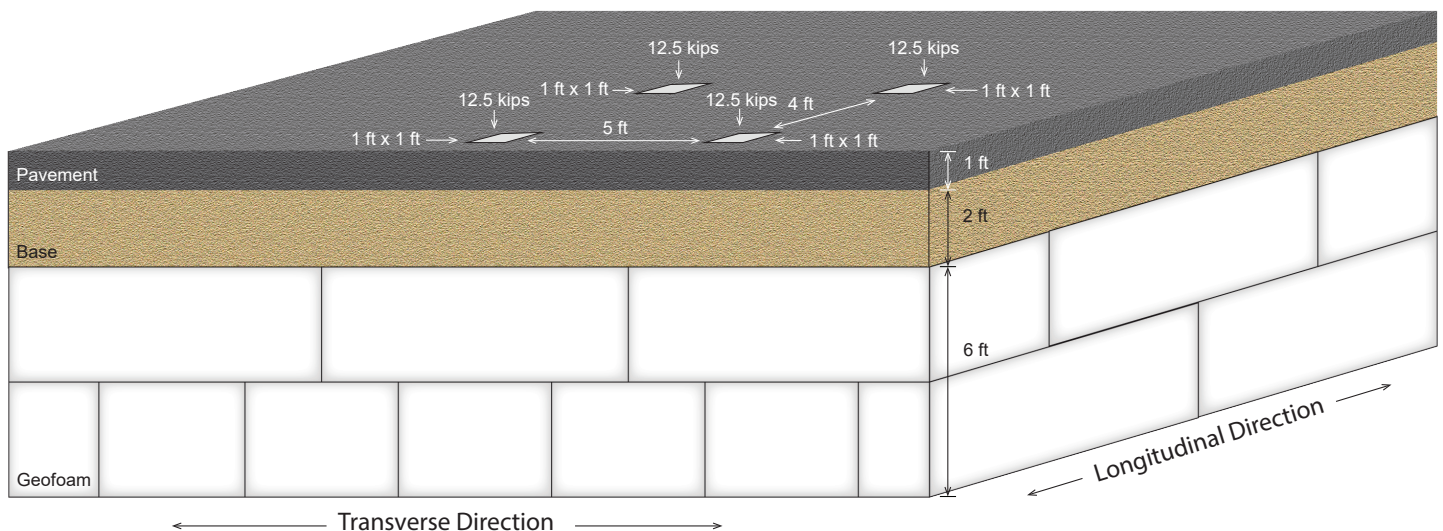 12.5 kips
12.5 kips
1 ft x 1 ft
1 ft x 1 ft
12.5 kips
12.5 kips
4 ft
5 ft
1 ft x 1 ft
1 ft x 1 ft
1 ft
Pavement
2 ft
Base
6 ft
Geofoam
Longitudinal Direction
Transverse Direction